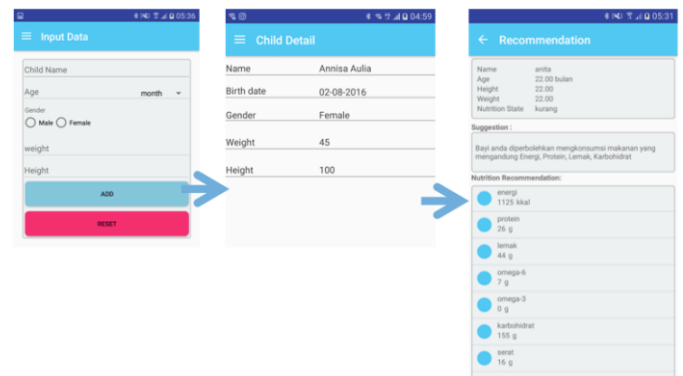 05:36
Input Data
Child Name
Age month
Gender
Male Female
weight
Height
ADD
RESET
04:59
Child Detail
Name Annisa Aulia
Birth date 02-08-2016
Gender Female
Weight 45
Height 100
05:31
Recommendation
Name anita
Age 22.00 bulan
Height 22.00
Weight 22.00
Nutrition State kurang
Suggestion :
Bayi anda diperbolehkan mengkonsumsi makanan yang
mengandung Energi, Protein, Lemak, Karbohidrat
Nutrition Recommendation:
energi
1125 kkal
protein
26 g
lemak
44 g
omega-6
7 g
omega-3
0 g
karbohidrat
155 g
serat
16 g